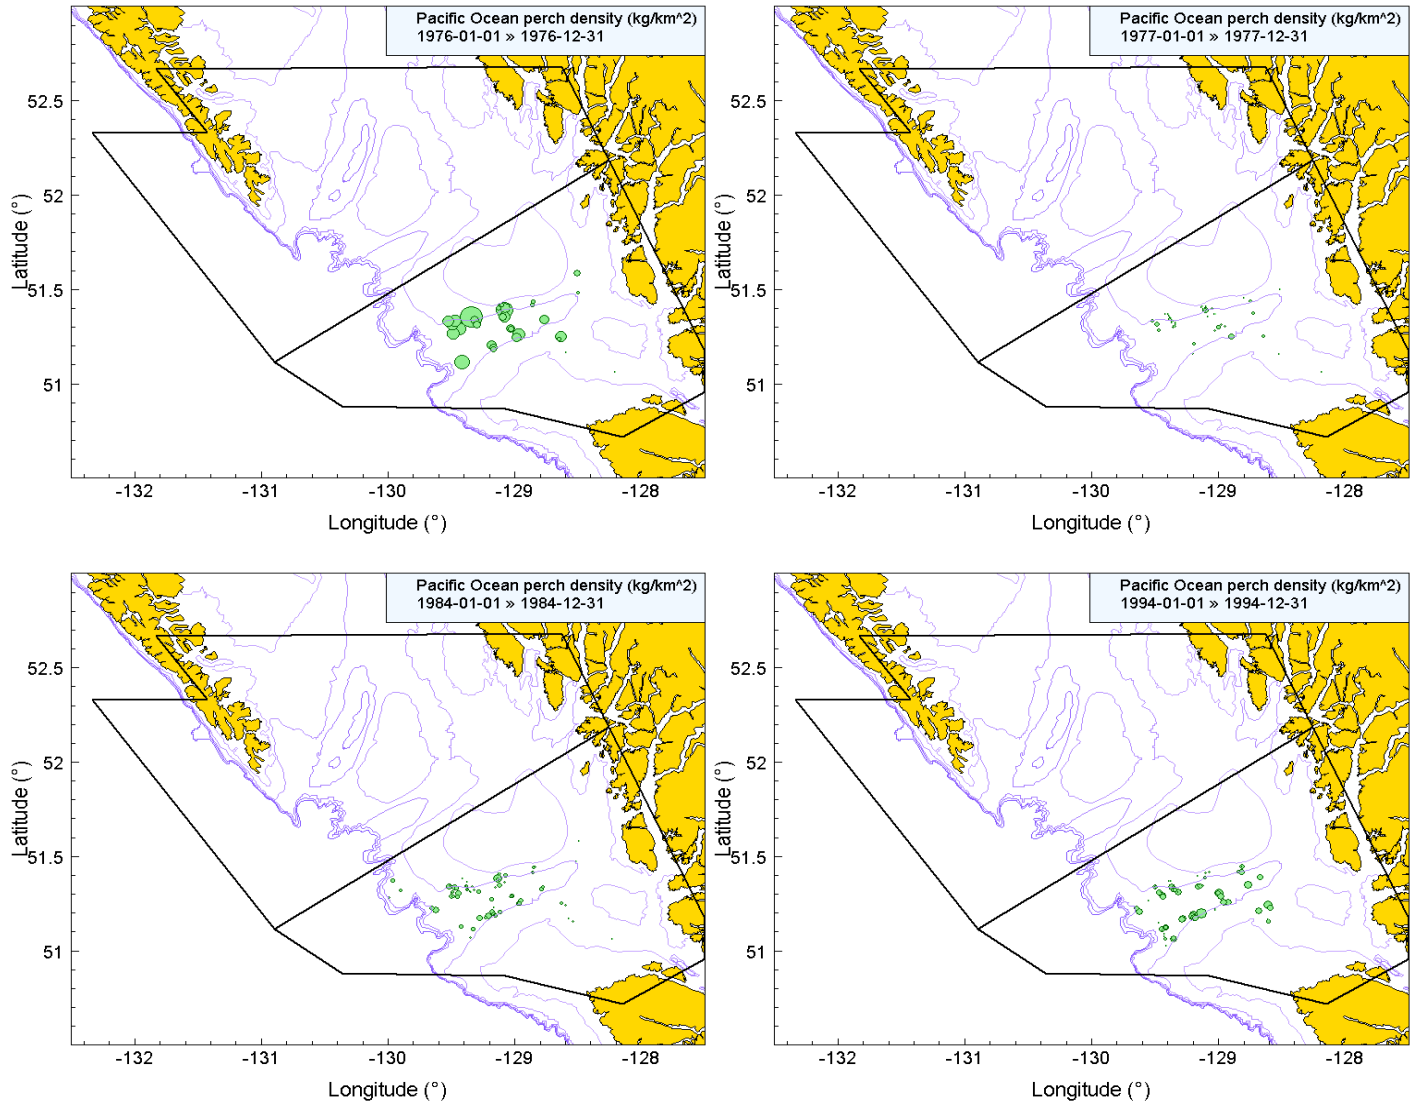 Pacific Ocean perch density (kg/km^2)
1976-01-01 » 1976-12-31
52.5
52
51.5
51
Latitude (°)
-132
-131
-130
-129
-128
Longitude (°)
Pacific Ocean perch density (kg/km^2)
1977-01-01 » 1977-12-31
52.5
52
51.5
51
Latitude (°)
-132
-131
-130
-129
-128
Longitude (°)
Pacific Ocean perch density (kg/km^2)
1984-01-01 » 1984-12-31
52.5
52
51.5
51
Latitude (°)
-132
-131
-130
-129
-128
Longitude (°)
Pacific Ocean perch density (kg/km^2)
1994-01-01 » 1994-12-31
52.5
52
51.5
51
Latitude (°)
-132
-131
-130
-129
-128
Longitude (°)